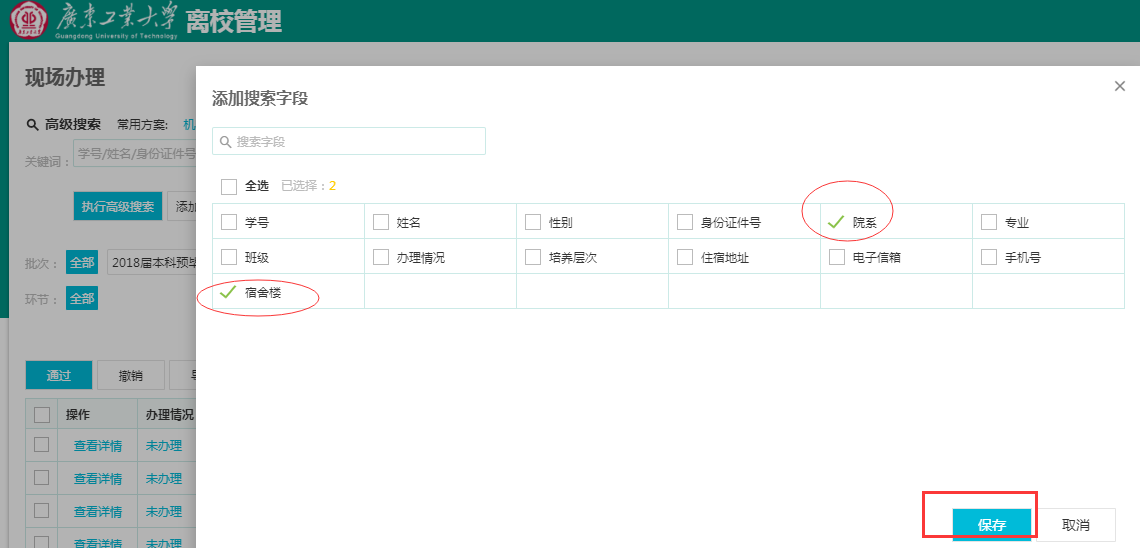 廣東工業大學 离校管理
Guangdong University of Technology
现场办理
高级搜索 常用方案:
关键词： 学号/姓名/身份证件号
执行高级搜索 添加
批次： 全部 2018届本科预毕
环节： 全部
通过 撤销
操作 办理情况
查看详情 未办理
查看详情 未办理
查看详情 未办理
查看详情 未办理
添加搜索字段
×
搜索字段
全选 已选择：2
学号 姓名 性别 身份证件号 院系 专业
班级 办理情况 培养层次 住宿地址 电子信箱 手机号
宿舍楼
保存 取消